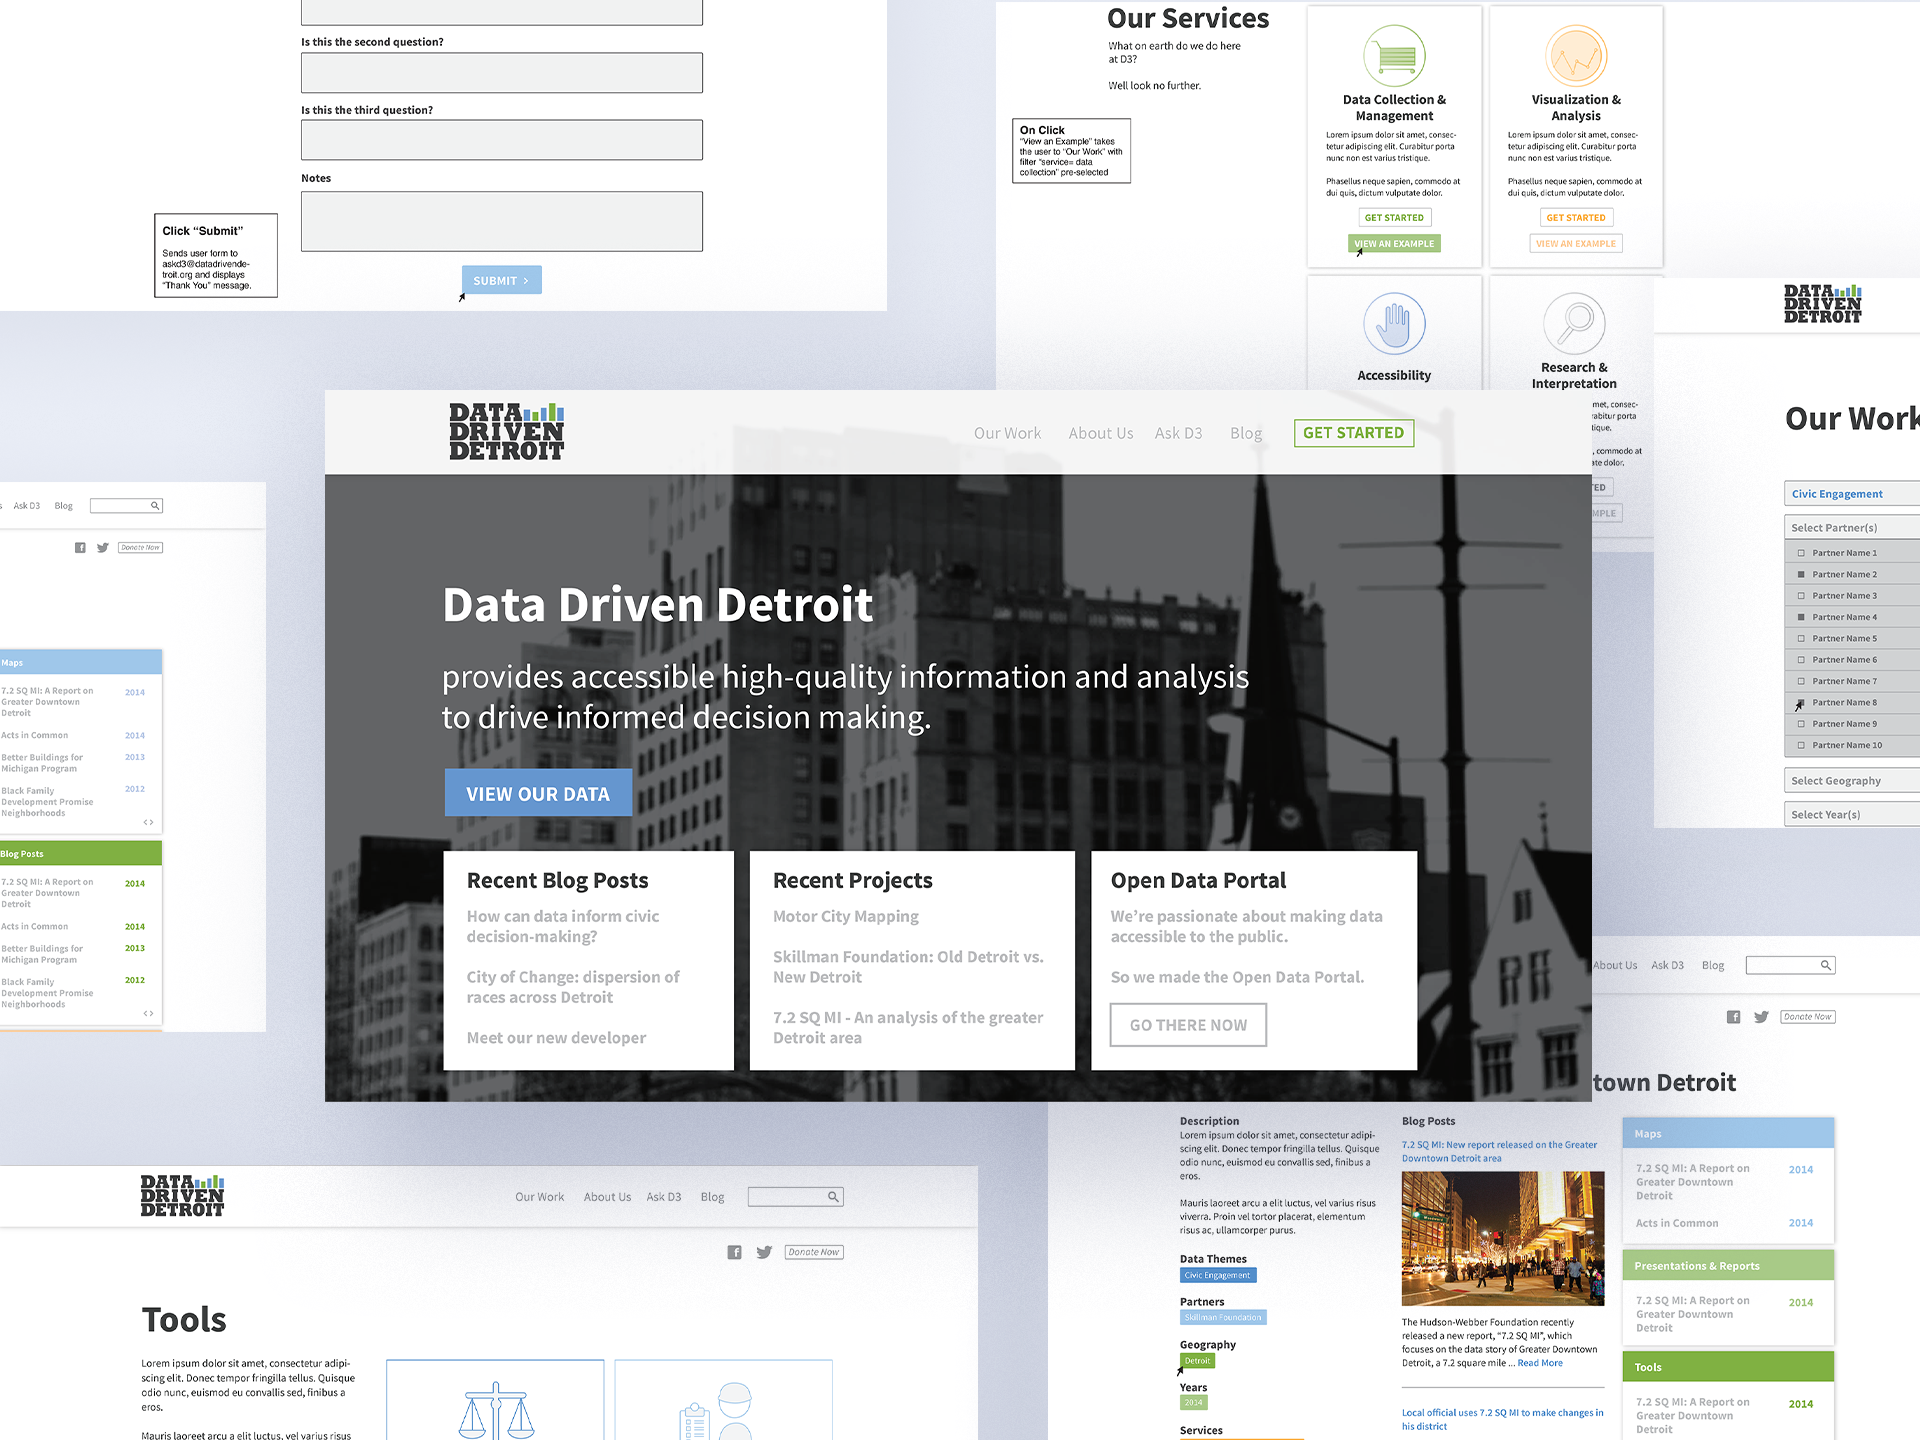 Is this the second question?
Is this the third question?
Notes
Click “Submit”
Sends user form to
askd3@datadrivende-
troit.org and displays
“Thank You” message.
SUBMIT >
Our Services
What on earth do we do here
at D3?
Well look no further.
On Click
“View an Example” takes
the user to “Our Work” with
filter “service= data
collection” pre-selected
Data Collection &
Management
Lorem ipsum dolor sit amet, consec-
tetur adipiscing elit. Curabitur porta
nunc non est varius tristique.
Phasellus neque sapien, commodo at
dui quis, dictum vulputate dolor.
GET STARTED
VIEW AN EXAMPLE
Visualization &
Analysis
Lorem ipsum dolor sit amet, consec-
tetur adipiscing elit. Curabitur porta
nunc non est varius tristique.
Phasellus neque sapien, commodo at
dui quis, dictum vulputate dolor.
GET STARTED
VIEW AN EXAMPLE
Accessibility
Research &
Interpretation
met, consec-
rabitur porta
tique.
, commodo at
ate dolor.
TED
MPLE
DATA
DRIVEN
DETROIT
Our Work
Civic Engagement
Select Partner(s)
Partner Name 1
Partner Name 2
Partner Name 3
Partner Name 4
Partner Name 5
Partner Name 6
Partner Name 7
Partner Name 8
Partner Name 9
Partner Name 10
Select Geography
Select Year(s)
s Ask D3 Blog
Donate Now
Maps
7.2 SQ MI: A Report on
Greater Downtown
Detroit
2014
Acts in Common 2014
Better Buildings for
Michigan Program
2013
Black Family
Development Promise
Neighborhoods
2012
< >
Blog Posts
7.2 SQ MI: A Report on
Greater Downtown
Detroit
2014
Acts in Common 2014
Better Buildings for
Michigan Program
2013
Black Family
Development Promise
Neighborhoods
2012
< >
DATA
DRIVEN
DETROIT
Our Work About Us Ask D3 Blog GET STARTED
Data Driven Detroit
provides accessible high-quality information and analysis
to drive informed decision making.
VIEW OUR DATA
Recent Blog Posts
How can data inform civic
decision-making?
City of Change: dispersion of
races across Detroit
Meet our new developer
Recent Projects
Motor City Mapping
Skillman Foundation: Old Detroit vs.
New Detroit
7.2 SQ MI - An analysis of the greater
Detroit area
Open Data Portal
We’re passionate about making data
accessible to the public.
So we made the Open Data Portal.
GO THERE NOW
DATA
DRIVEN
DETROIT
Our Work About Us Ask D3 Blog
Donate Now
Tools
Lorem ipsum dolor sit amet, consectetur adipi-
scing elit. Donec tempor fringilla tellus. Quisque
odio nunc, euismod eu convallis sed, finibus a
eros.
Mauris laoreet arcu a elit luctus, vel varius risus
About Us Ask D3 Blog
Donate Now
town Detroit
Description
Lorem ipsum dolor sit amet, consectetur adipi-
scing elit. Donec tempor fringilla tellus. Quisque
odio nunc, euismod eu convallis sed, finibus a
eros.
Mauris laoreet arcu a elit luctus, vel varius risus
viverra. Proin vel tortor placerat, elementum
risus ac, ullamcorper purus.
Data Themes
Civic Engagement
Partners
Skillman Foundation
Geography
Detroit
Years
2014
Services
Blog Posts
7.2 SQ MI: New report released on the Greater
Downtown Detroit area
The Hudson-Webber Foundation recently
released a new report, “7.2 SQ MI”, which
focuses on the data story of Greater Downtown
Detroit, a 7.2 square mile ... Read More
Local official uses 7.2 SQ MI to make changes in
his district
Maps
7.2 SQ MI: A Report on
Greater Downtown
Detroit
2014
Acts in Common 2014
Presentations & Reports
7.2 SQ MI: A Report on
Greater Downtown
Detroit
2014
Tools
7.2 SQ MI: A Report on
Greater Downtown
Detroit
2014